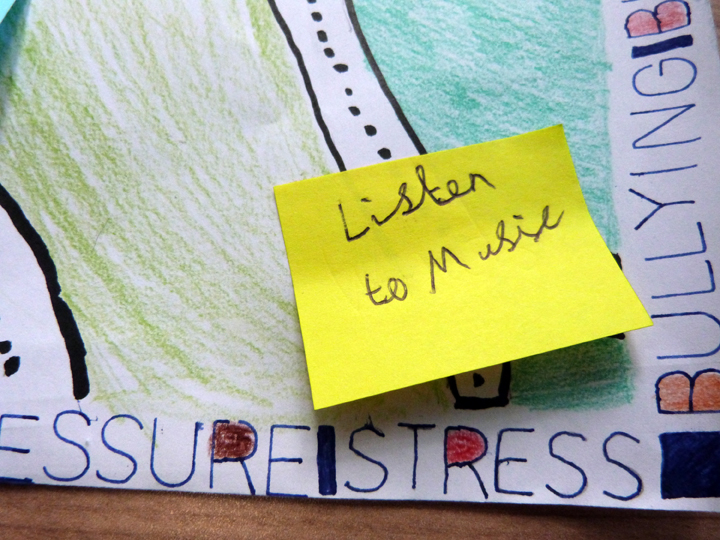 Listen
to Music
ESSURE STRESS
BULLYING